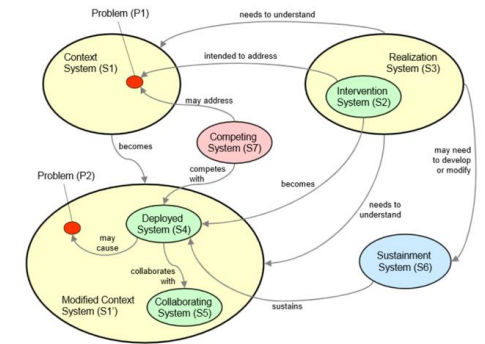 Problem (P1)
needs to understand
Context
System (S1)
intended to address
Realization
System (S3)
Intervention
System (S2)
may address
Competing
System (S7)
becomes
competes
with
may need
to develop
or modify
Problem (P2)
becomes
needs to
understand
Deployed
System (S4)
may
cause
collaborates
with
Sustainment
System (S6)
Modified Context
System (S1')
Collaborating
System (S5)
sustains